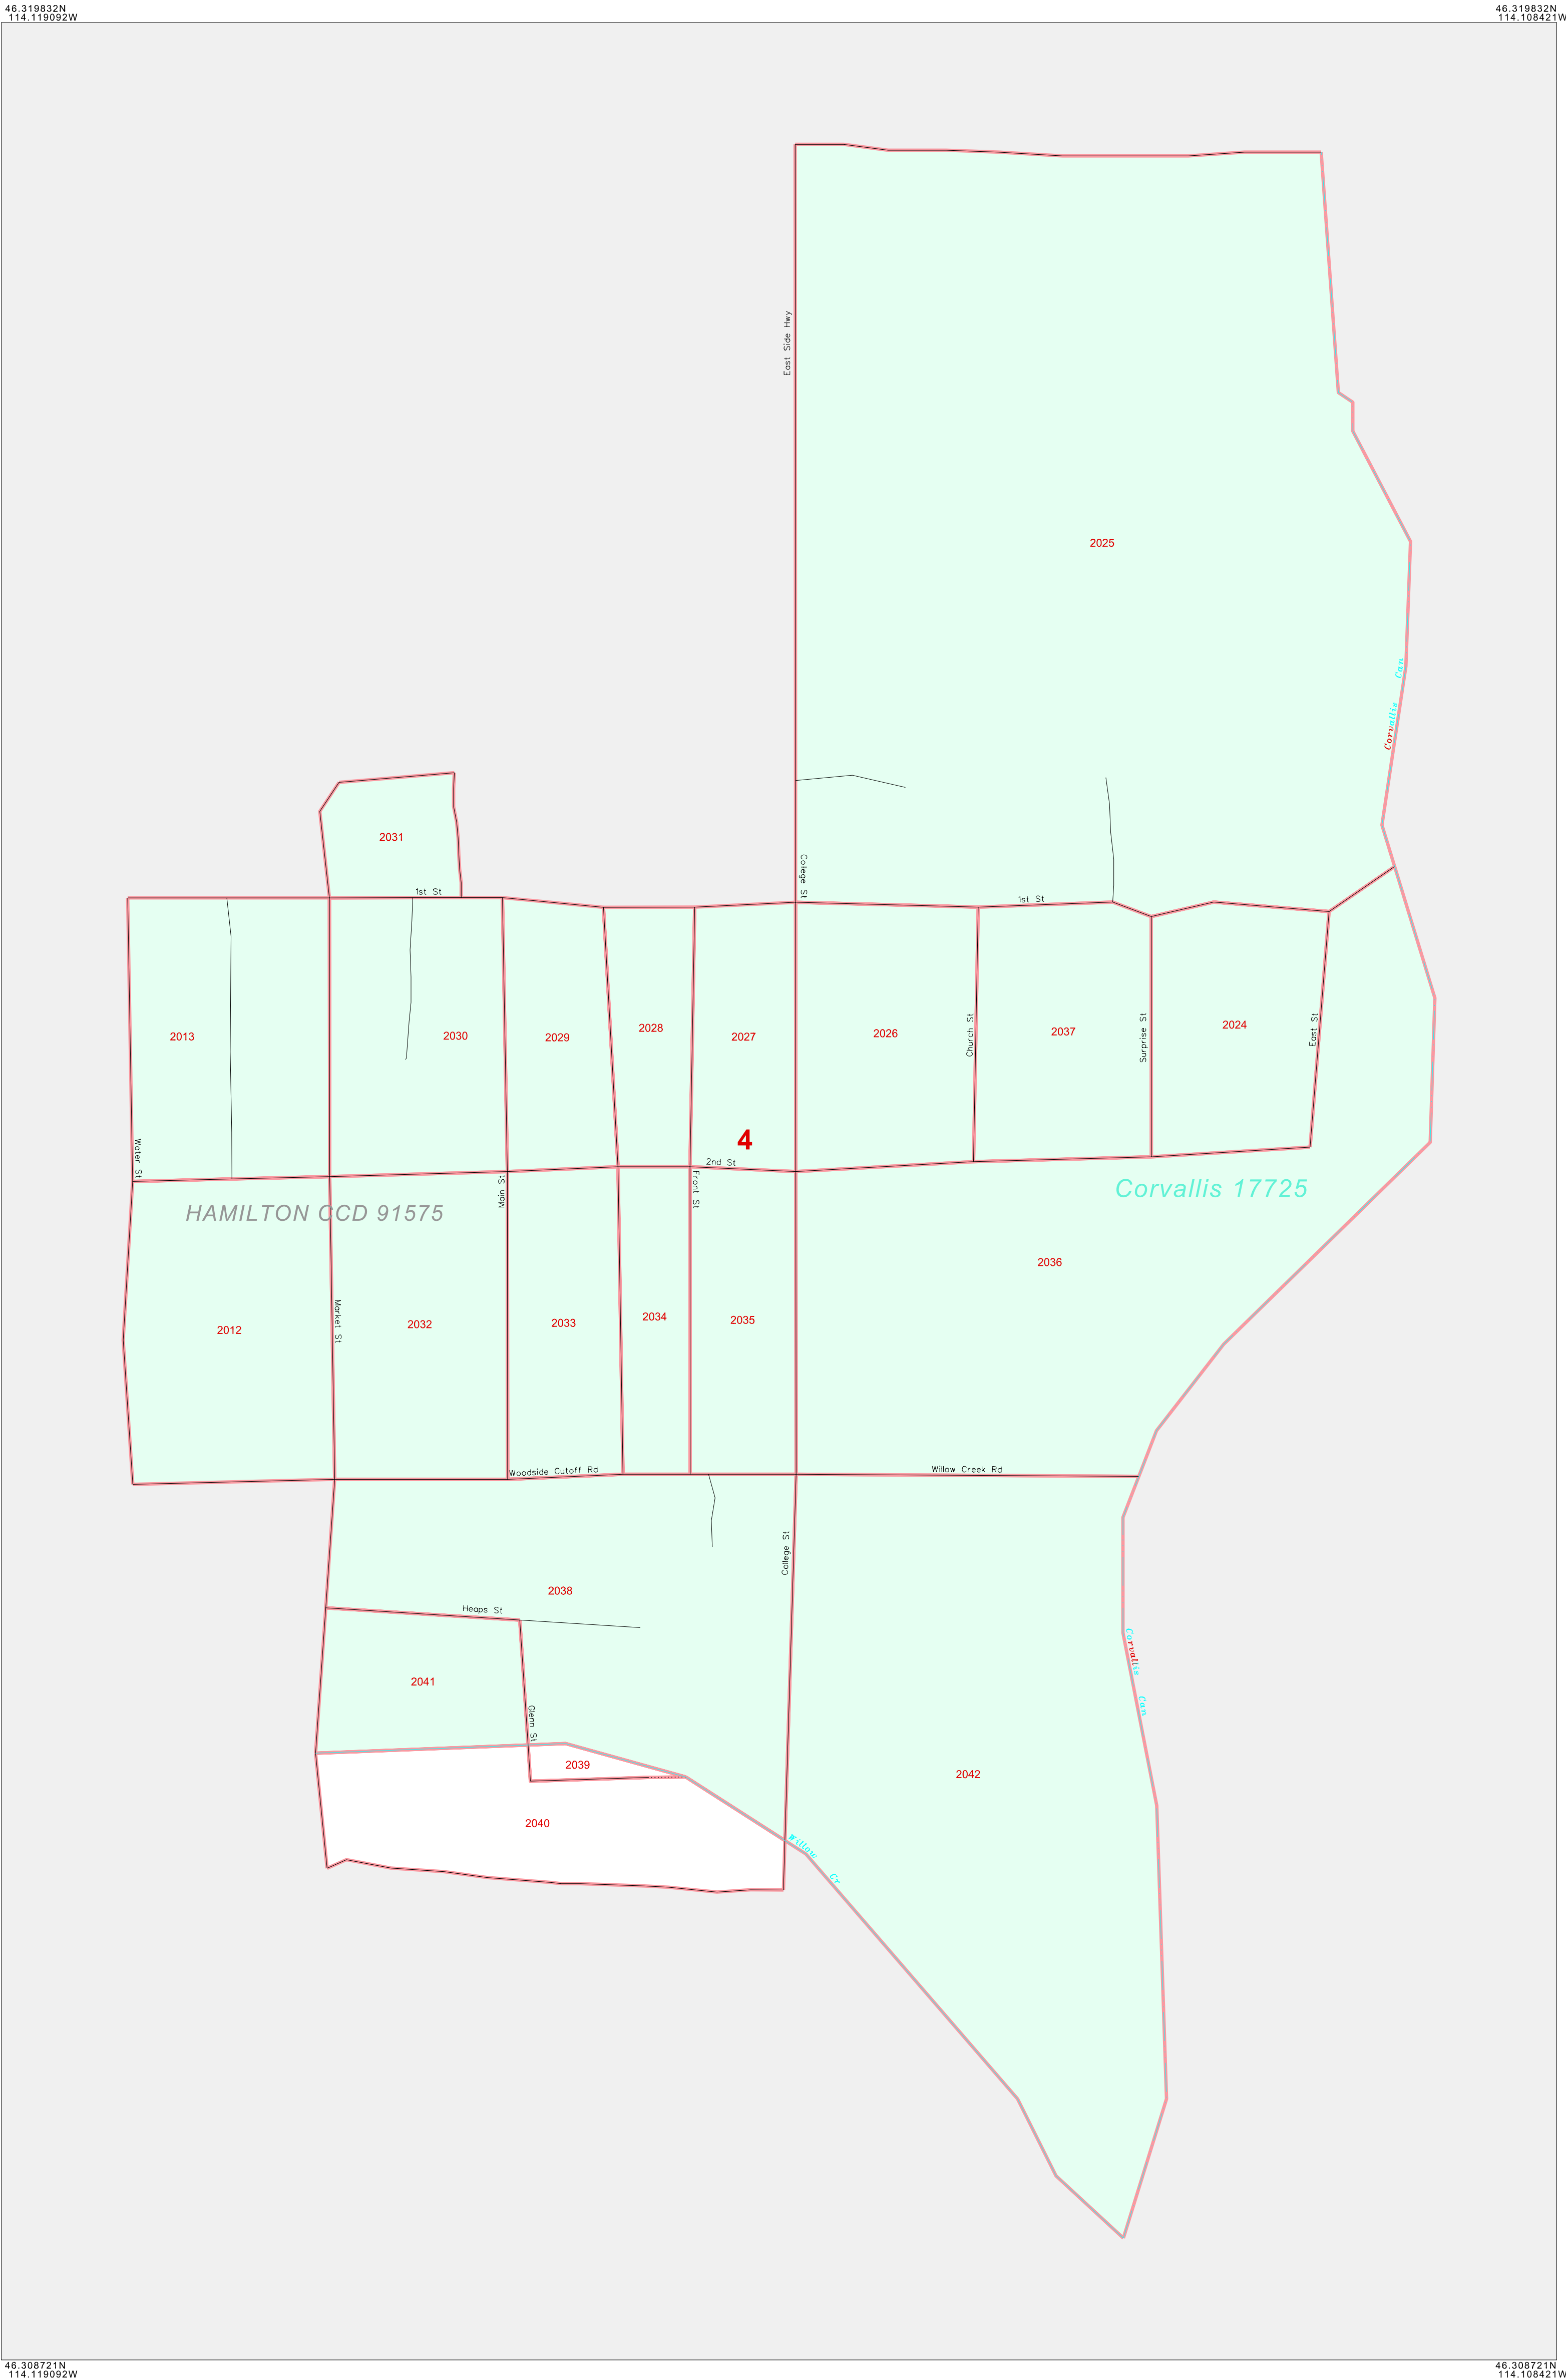 46.319832N
114.119092W
46.319832N
114.108421W
East Side Hwy
2025
Corvallis Can
2031
College St
1st St
1st St
2013
2030
2029
2028
2027
2026
Church St
2037
Surprise St
2024
East St
Water St
4
2nd St
Main St
Front St
Corvallis 17725
HAMILTON CCD 91575
2036
Market St
2012
2032
2033
2034
2035
Woodside Cutoff Rd
Willow Creek Rd
College St
2038
Heaps St
Corvallis Can
2041
Glenn St
2039
2042
2040
Willow Cr
46.308721N
114.119092W
46.308721N
114.108421W